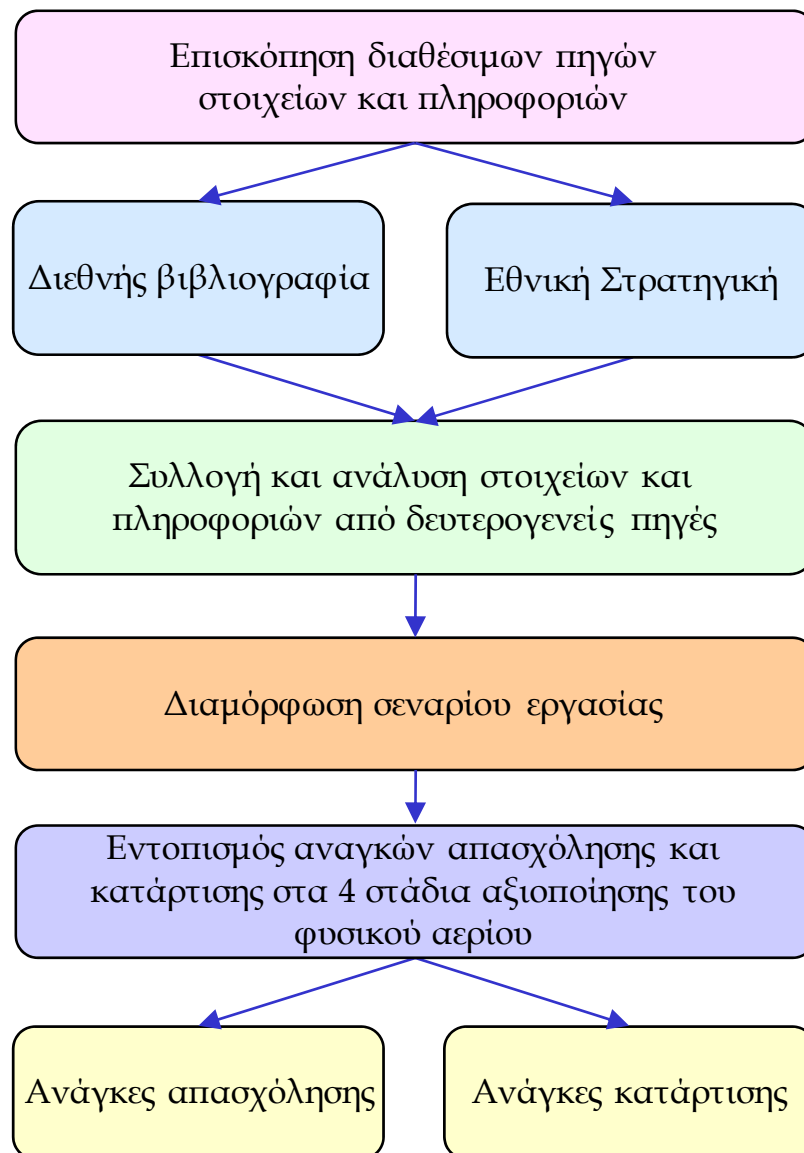 Επισκόπηση διαθέσιμων πηγών
στοιχείων και πληροφοριών
Διεθνής βιβλιογραφία
Εθνική Στρατηγική
Συλλογή και ανάλυση στοιχείων και
πληροφοριών από δευτερογενείς πηγές
Διαμόρφωση σεναρίου εργασίας
Εντοπισμός αναγκών απασχόλησης και
κατάρτισης στα 4 στάδια αξιοποίησης του
φυσικού αερίου
Ανάγκες απασχόλησης
Ανάγκες κατάρτισης